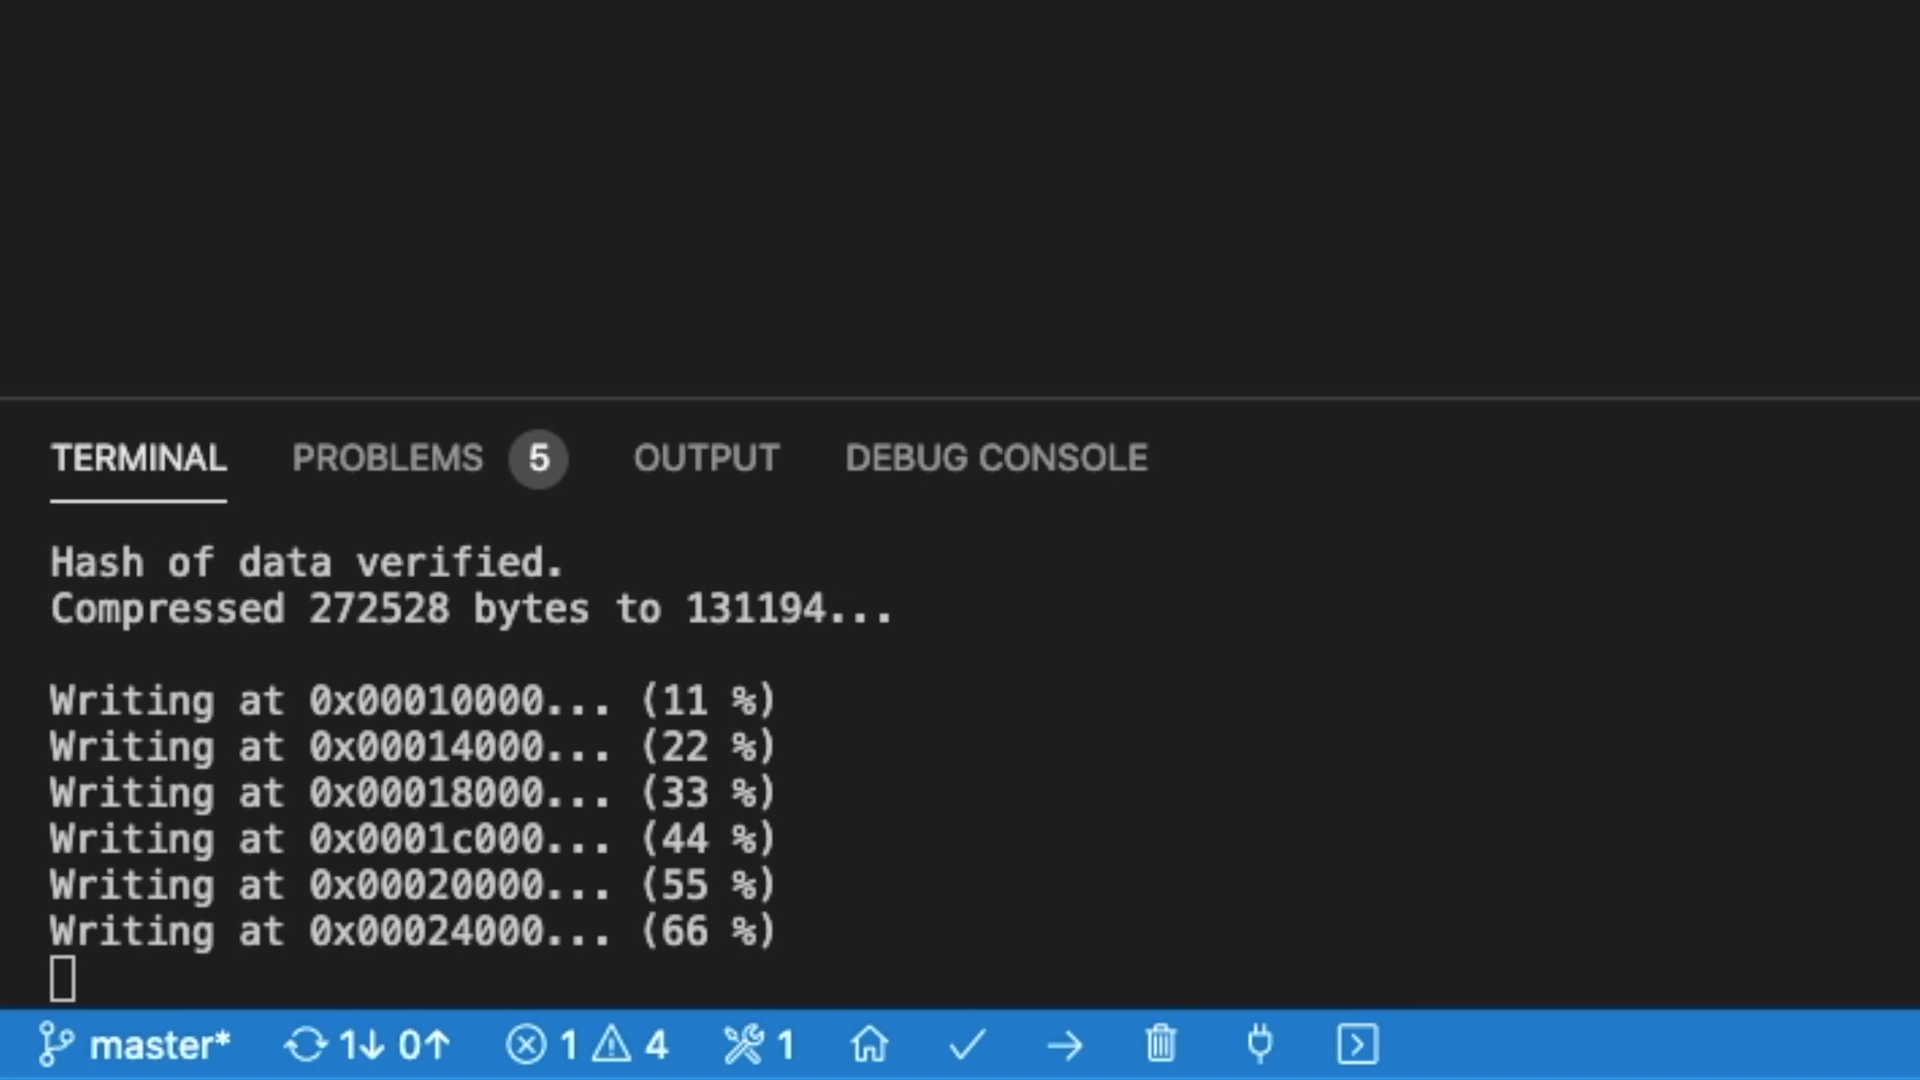 TERMINAL PROBLEMS 5 OUTPUT DEBUG CONSOLE
Hash of data verified.
Compressed 272528 bytes to 131194...
Writing at 0x00010000... (11 %)
Writing at 0x00014000... (22 %)
Writing at 0x00018000... (33 %)
Writing at 0x0001c000... (44 %)
Writing at 0x00020000... (55 %)
Writing at 0x00024000... (66 %)
master* 1↓ 0↑ 1 4 1